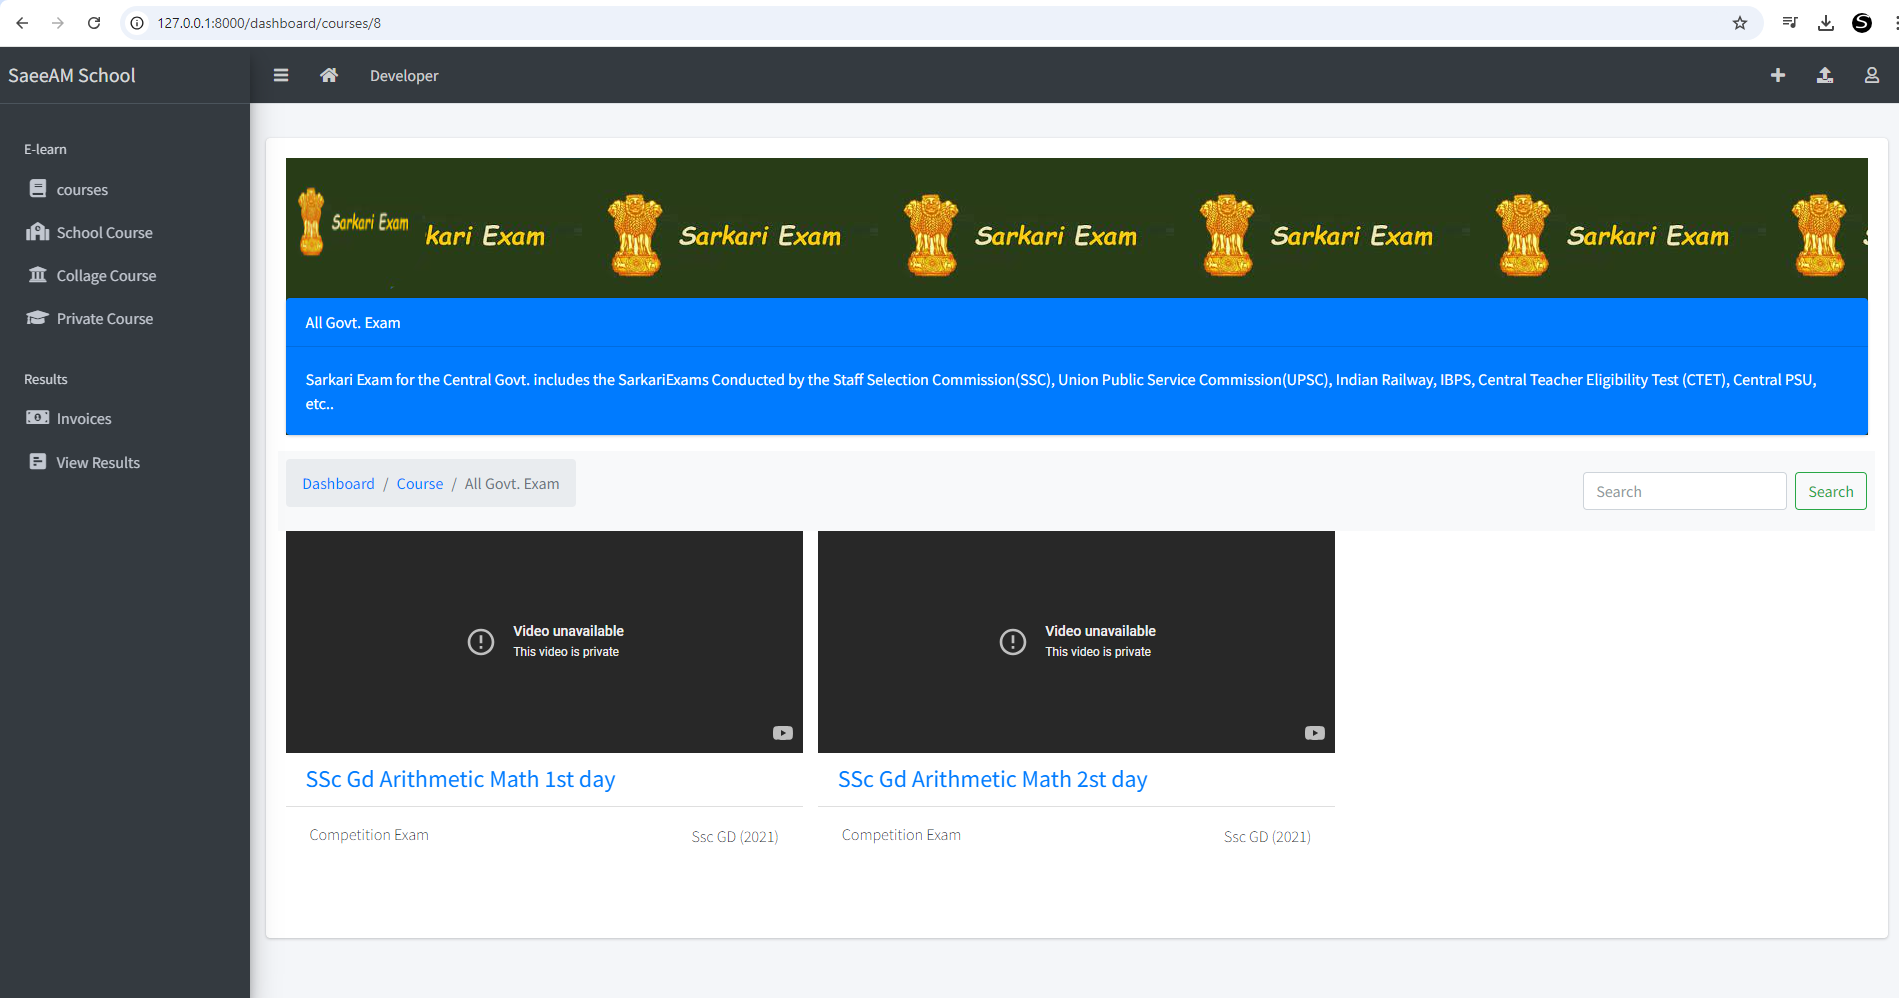 127.0.0.1:8000/dashboard/courses/8
SaeeAM School
Developer
E-learn
courses
School Course
Collage Course
Private Course
Results
Invoices
View Results
Sarkari Exam kari Exam Sarkari Exam Sarkari Exam Sarkari Exam Sarkari Exam
All Govt. Exam
Sarkari Exam for the Central Govt. includes the SarkariExams Conducted by the Staff Selection Commission(SSC), Union Public Service Commission(UPSC), Indian Railway, IBPS, Central Teacher Eligibility Test (CTET), Central PSU,
etc..
Dashboard / Course / All Govt. Exam
Search Search
Video unavailable
This video is private
SSc Gd Arithmetic Math 1st day
Competition Exam Ssc GD (2021)
Video unavailable
This video is private
SSc Gd Arithmetic Math 2st day
Competition Exam Ssc GD (2021)